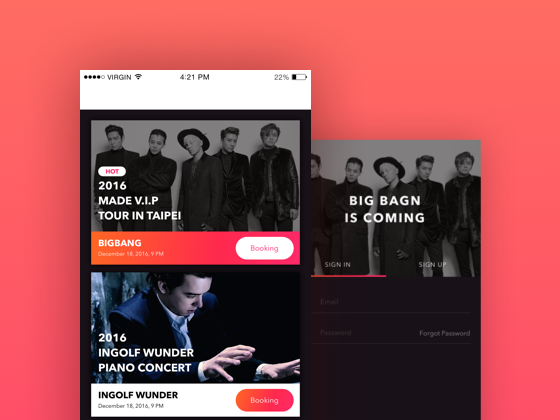 VIRGIN 4:21 PM 22%
HOT
2016
MADE V.I.P
TOUR IN TAIPEI
BIGBANG
December 18, 2016, 9 PM
Booking
2016
INGOLF WUNDER
PIANO CONCERT
INGOLF WUNDER
December 18, 2016, 9 PM
Booking
BIG BAGN
IS COMING
SIGN IN SIGN UP
Email
Password Forgot Password